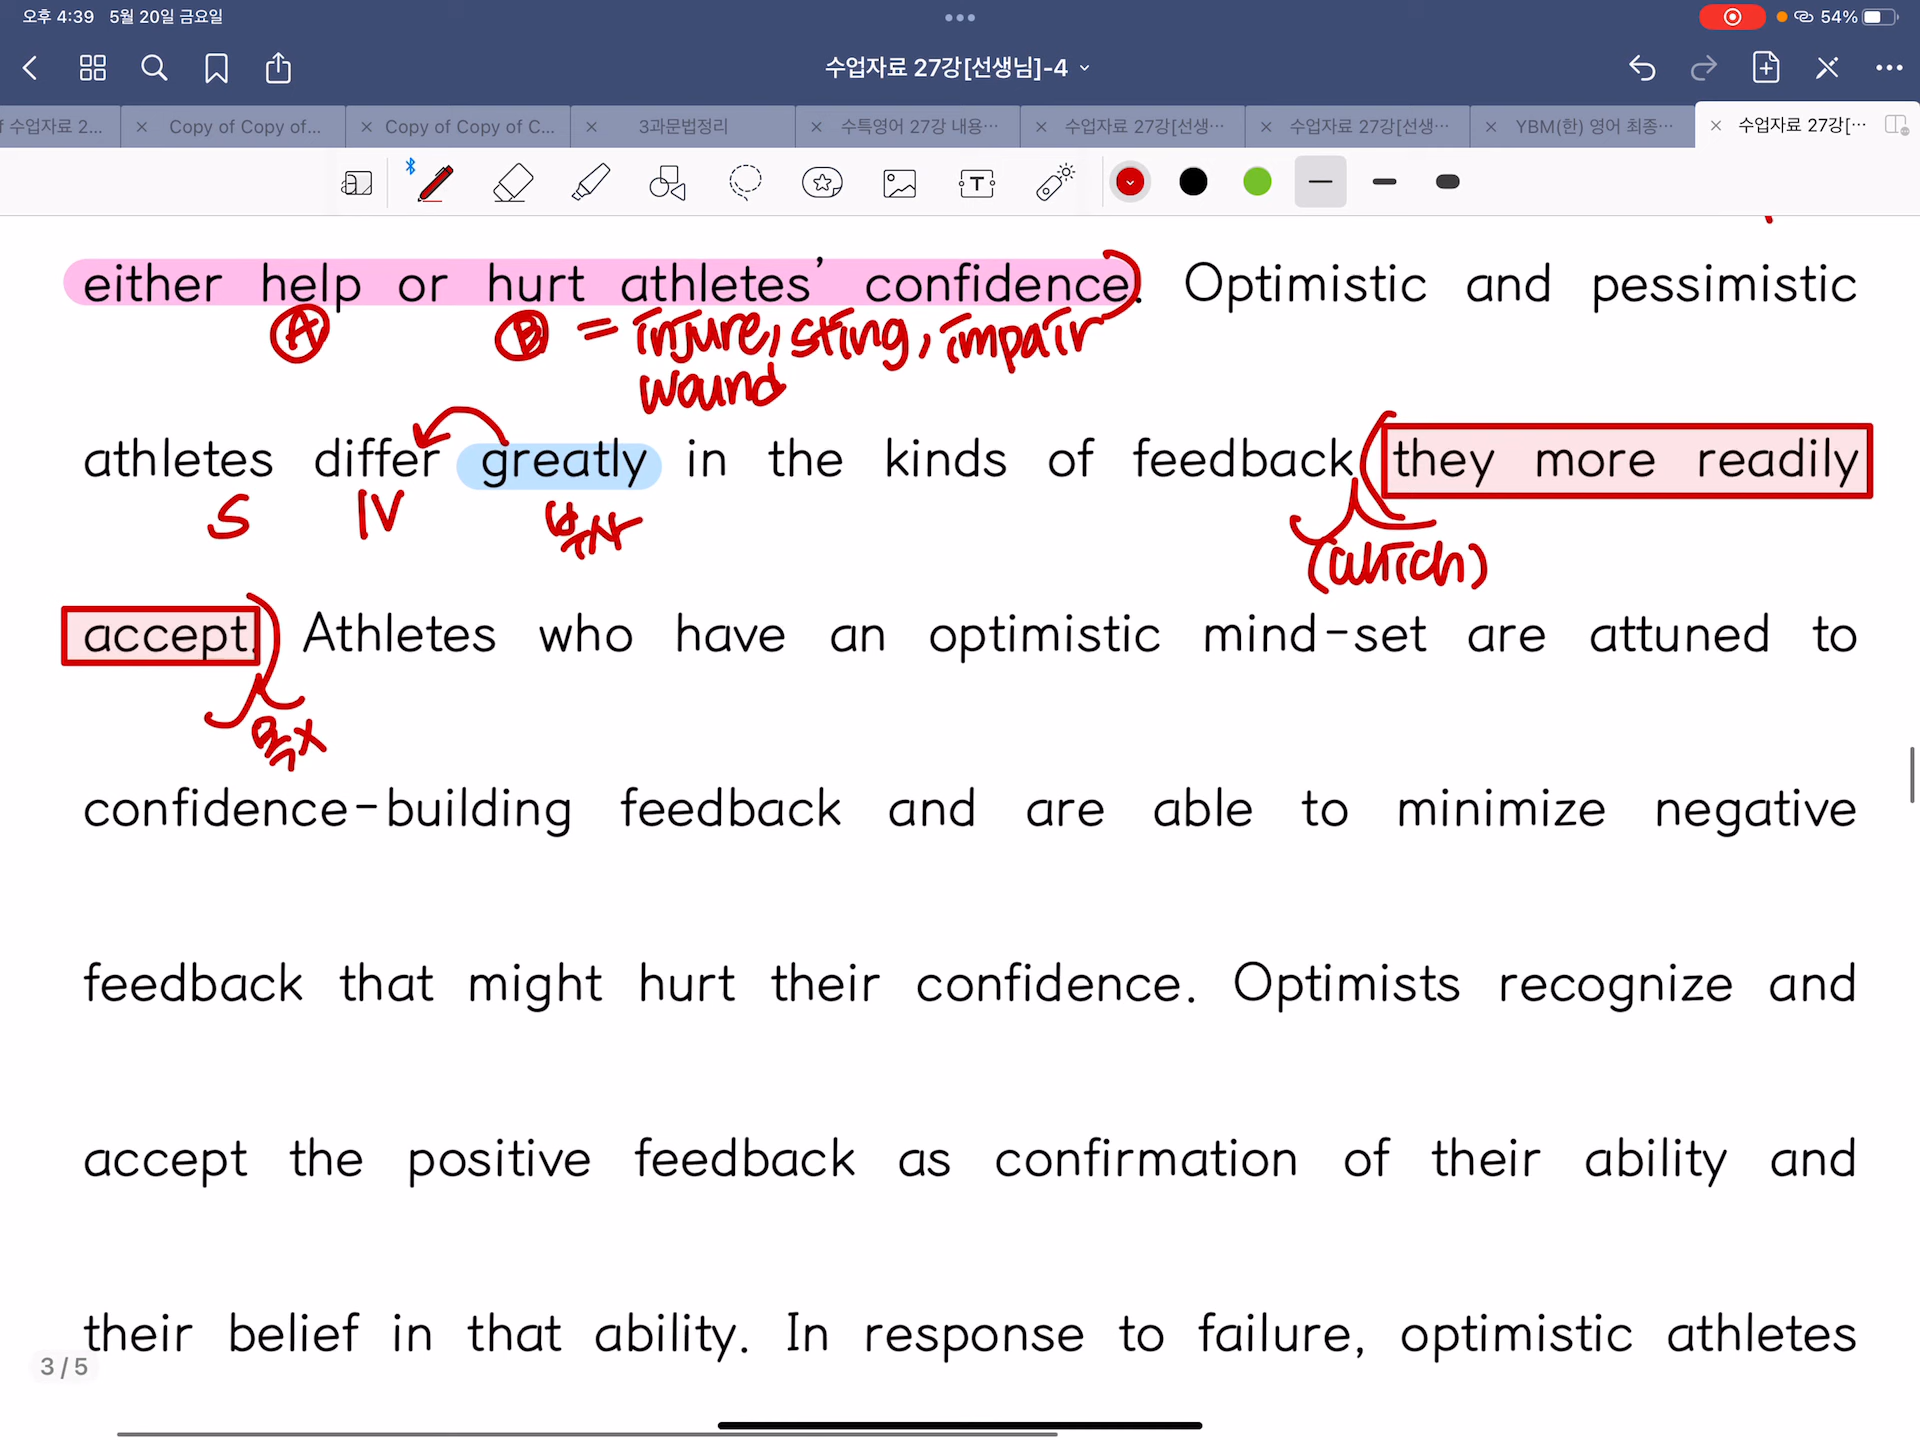 오후 4:39 5월 20일 금요일
54%
수업자료 27강[선생님]-4
수업자료 2...
Copy of Copy of...
Copy of Copy of C...
3과문법정리
수특영어 27강 내용…
수업자료 27강[선생…
수업자료 27강[선생…
YBM(한) 영어 최종…
수업자료 27강[…
either help or hurt athletes’ confidence. Optimistic and pessimistic
Ⓐ Ⓑ = injure, sting, impair
wound
athletes differ greatly in the kinds of feedback they more readily
S IV 부사 (which)
accept. Athletes who have an optimistic mind-set are attuned to
목X
confidence-building feedback and are able to minimize negative
feedback that might hurt their confidence. Optimists recognize and
accept the positive feedback as confirmation of their ability and
their belief in that ability. In response to failure, optimistic athletes
3 / 5